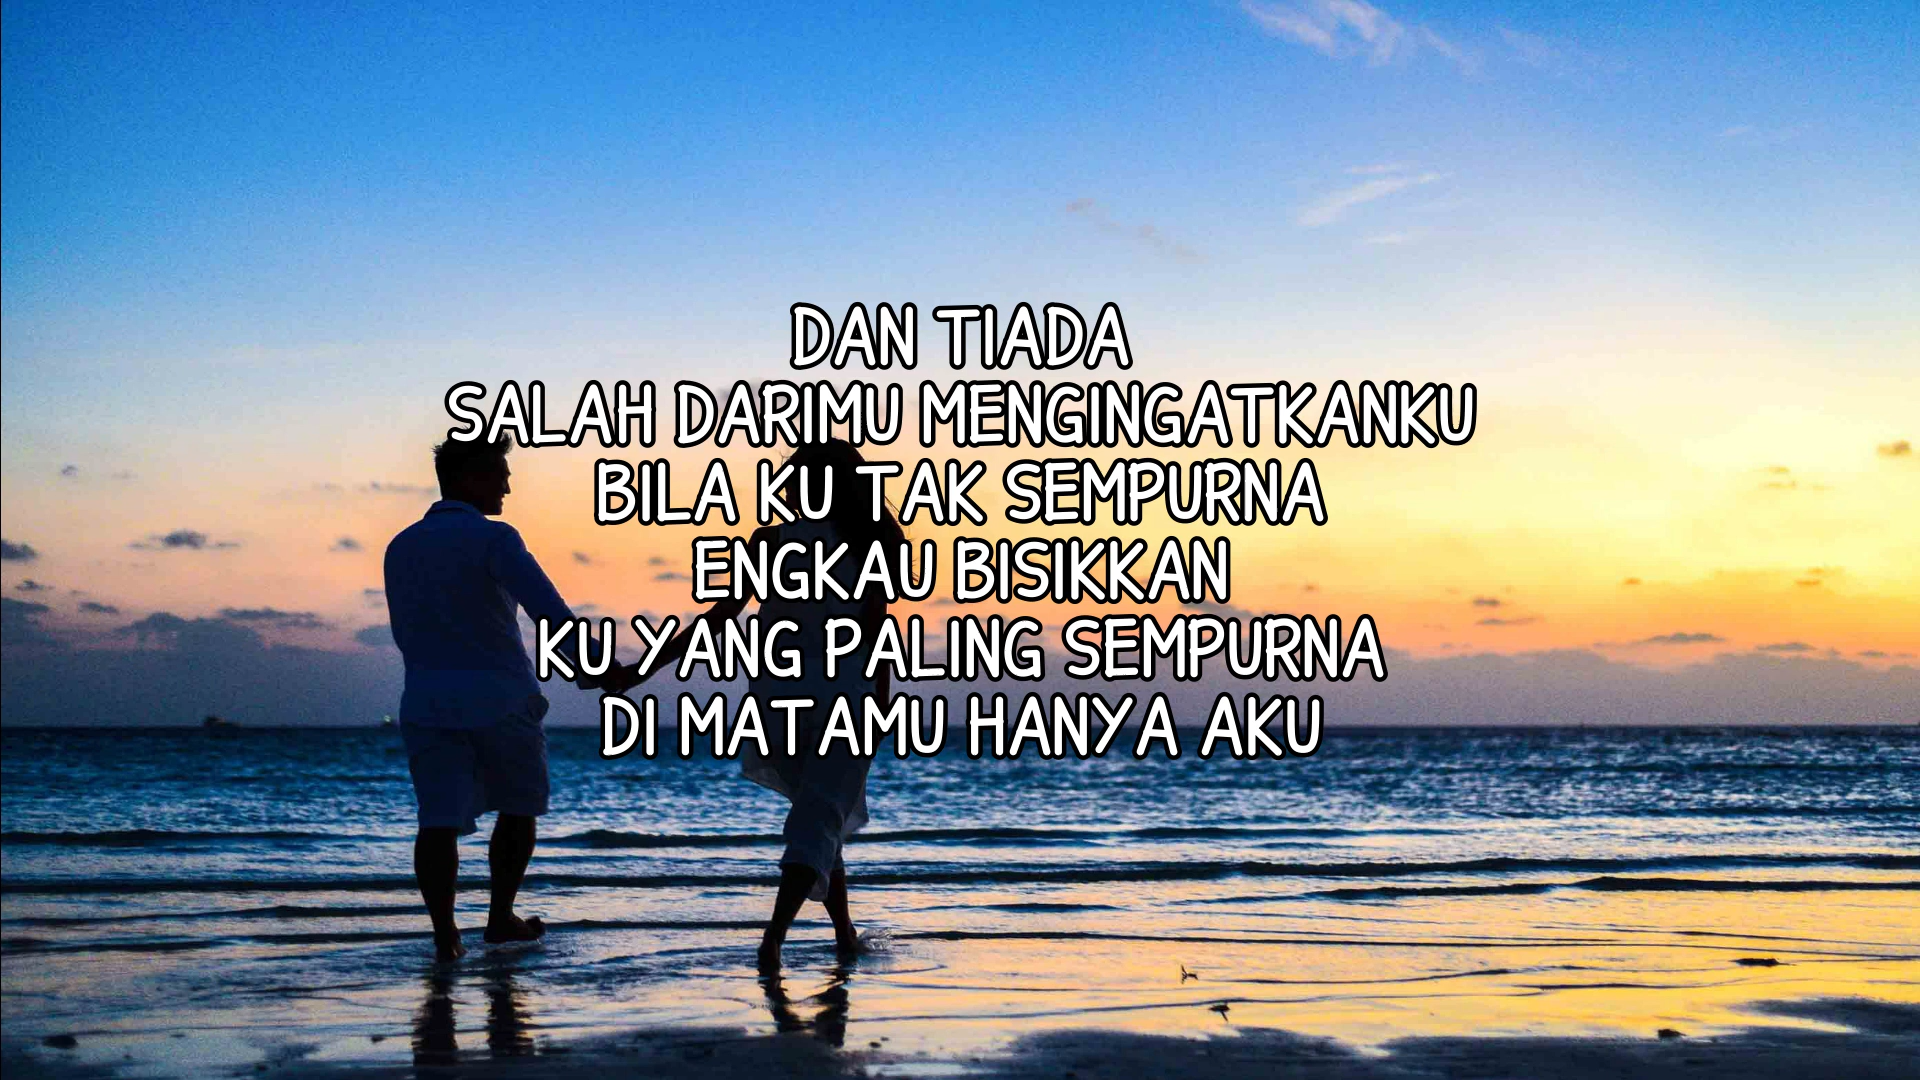 DAN TIADA
SALAH DARIMU MENGINGATKANKU
BILA KU TAK SEMPURNA
ENGKAU BISIKKAN
KU YANG PALING SEMPURNA
DI MATAMU HANYA AKU